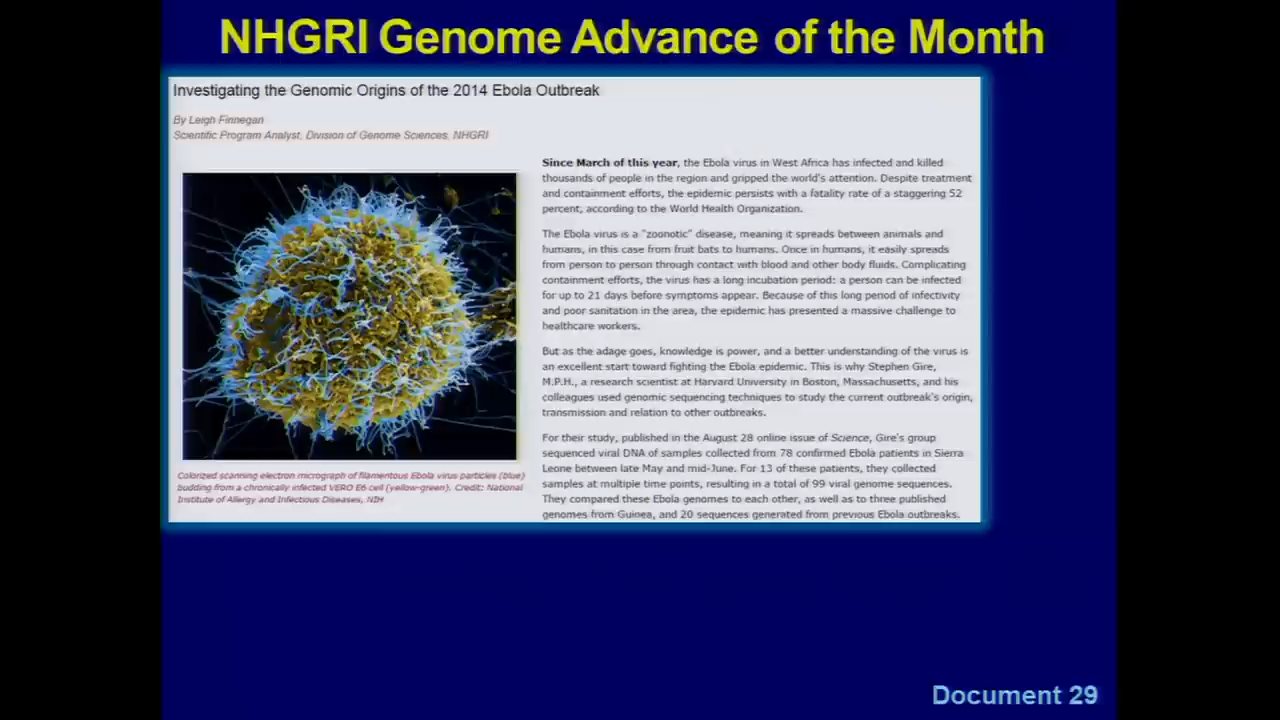 NHGRI Genome Advance of the Month
Investigating the Genomic Origins of the 2014 Ebola Outbreak
By Leigh Finnegan
Scientific Program Analyst, Division of Genome Sciences, NHGRI
Colorized scanning electron micrograph of filamentous Ebola virus particles (blue)
budding from a chronically infected VERO E6 cell (yellow-green). Credit: National
Institute of Allergy and Infectious Diseases, NIH
Since March of this year, the Ebola virus in West Africa has infected and killed
thousands of people in the region and gripped the world's attention. Despite treatment
and containment efforts, the epidemic persists with a fatality rate of a staggering 52
percent, according to the World Health Organization.
The Ebola virus is a "zoonotic" disease, meaning it spreads between animals and
humans, in this case from fruit bats to humans. Once in humans, it easily spreads
from person to person through contact with blood and other body fluids. Complicating
containment efforts, the virus has a long incubation period: a person can be infected
for up to 21 days before symptoms appear. Because of this long period of infectivity
and poor sanitation in the area, the epidemic has presented a massive challenge to
healthcare workers.
But as the adage goes, knowledge is power, and a better understanding of the virus is
an excellent start toward fighting the Ebola epidemic. This is why Stephen Gire,
M.P.H., a research scientist at Harvard University in Boston, Massachusetts, and his
colleagues used genomic sequencing techniques to study the current outbreak's origin,
transmission and relation to other outbreaks.
For their study, published in the August 28 online issue of Science, Gire's group
sequenced viral DNA of samples collected from 78 confirmed Ebola patients in Sierra
Leone between late May and mid-June. For 13 of these patients, they collected
samples at multiple time points, resulting in a total of 99 viral genome sequences.
They compared these Ebola genomes to each other, as well as to three published
genomes from Guinea, and 20 sequences generated from previous Ebola outbreaks.
Document 29